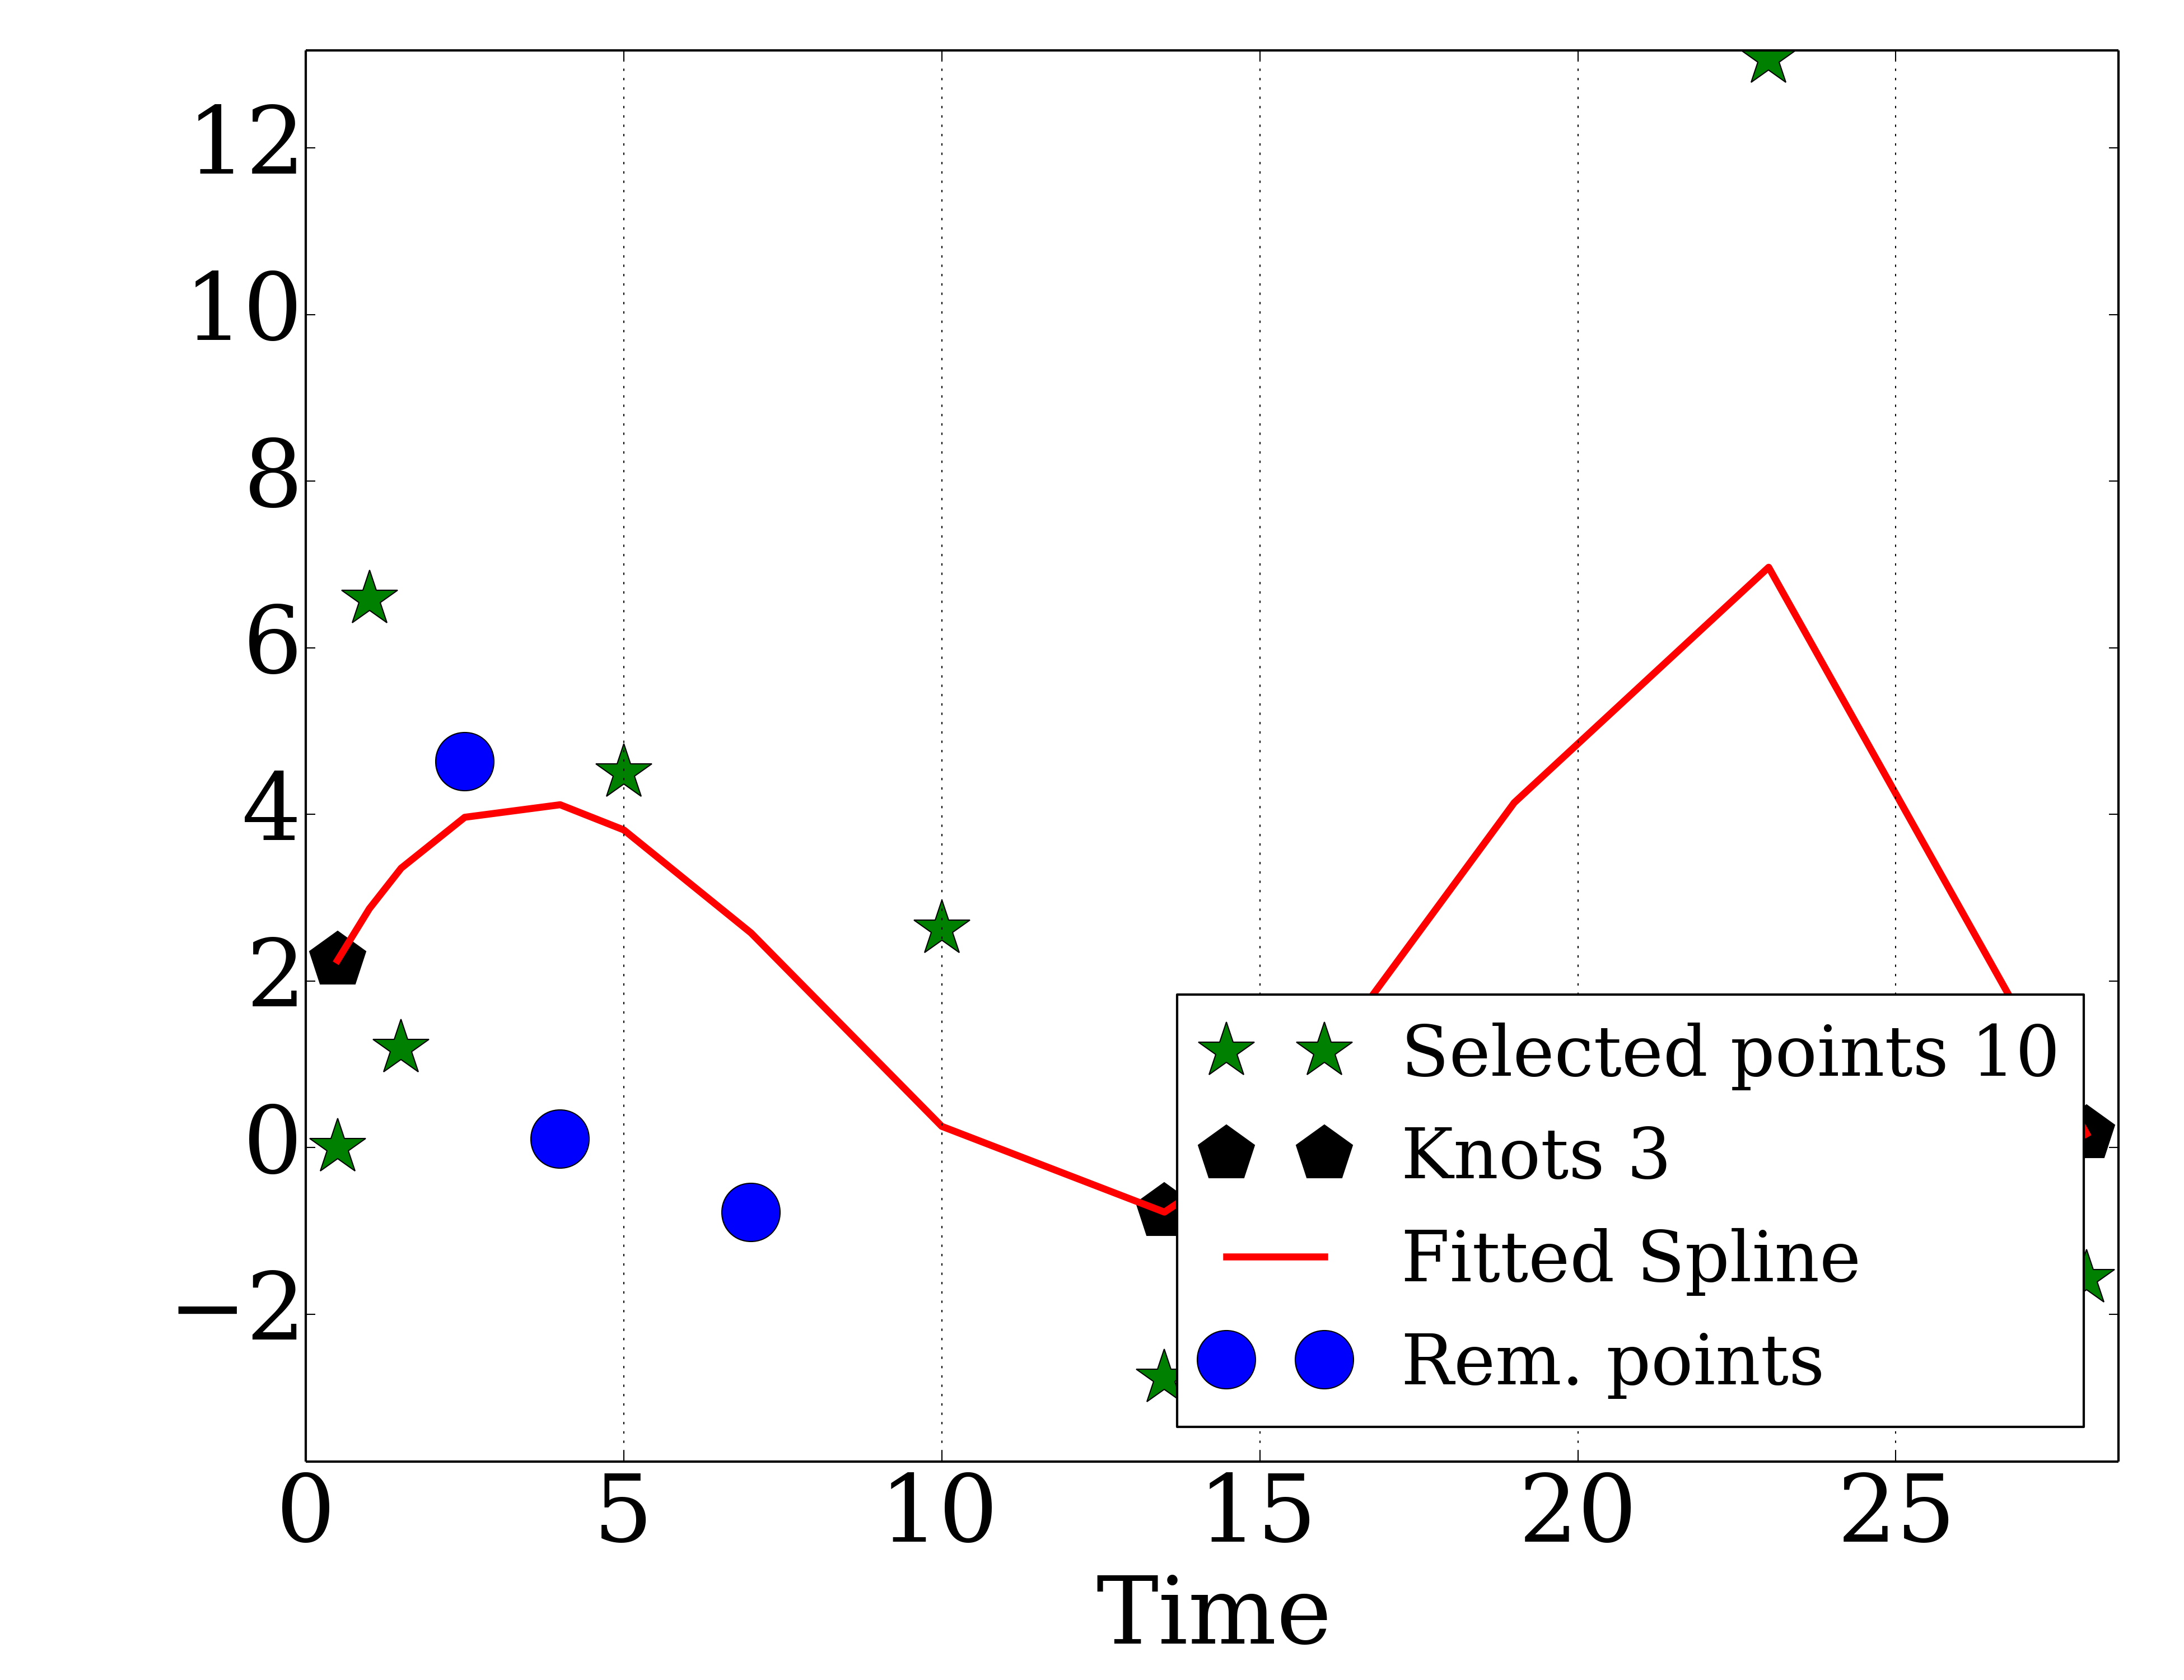 12
10
8
6
4
2
0
−2
0 5 10 15 20 25
Time
Selected points 10
Knots 3
Fitted Spline
Rem. points